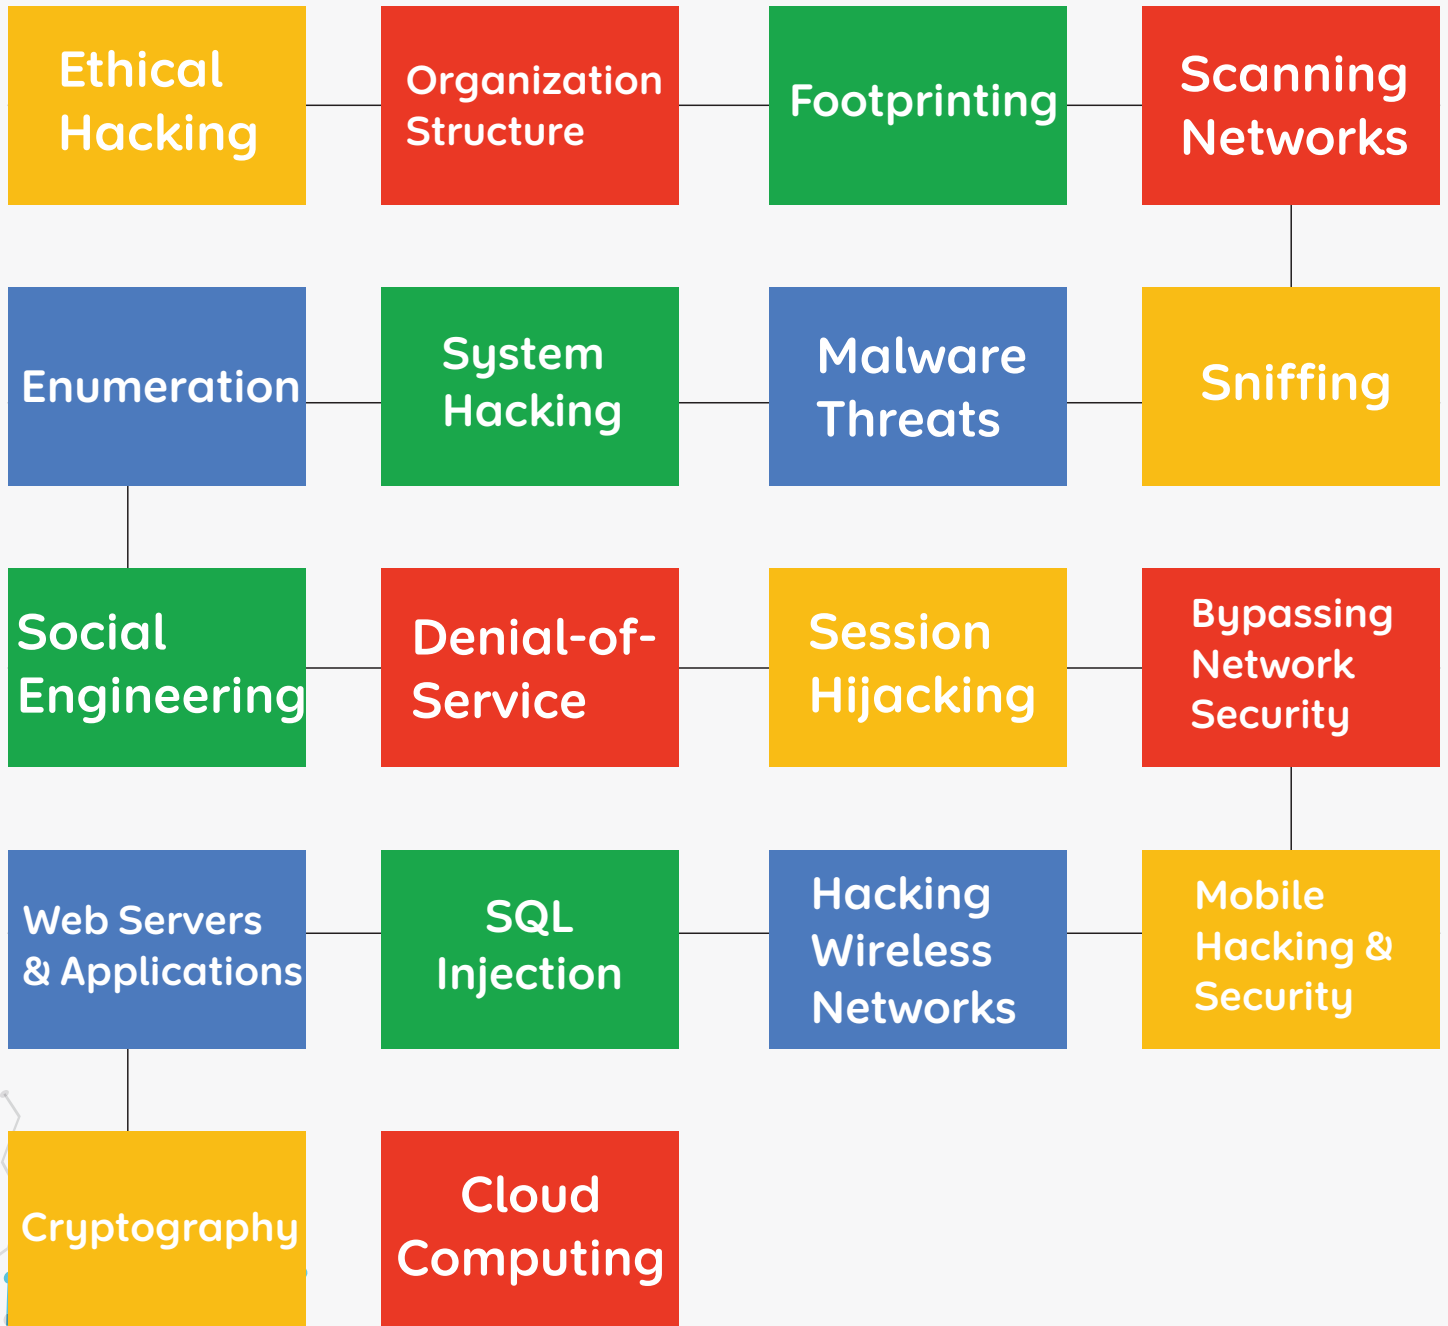 Ethical
Hacking
Organization
Structure
Footprinting
Scanning
Networks
Enumeration
System
Hacking
Malware
Threats
Sniffing
Social
Engineering
Denial-of-
Service
Session
Hijacking
Bypassing
Network
Security
Web Servers
& Applications
SQL
Injection
Hacking
Wireless
Networks
Mobile
Hacking &
Security
Cryptography
Cloud
Computing